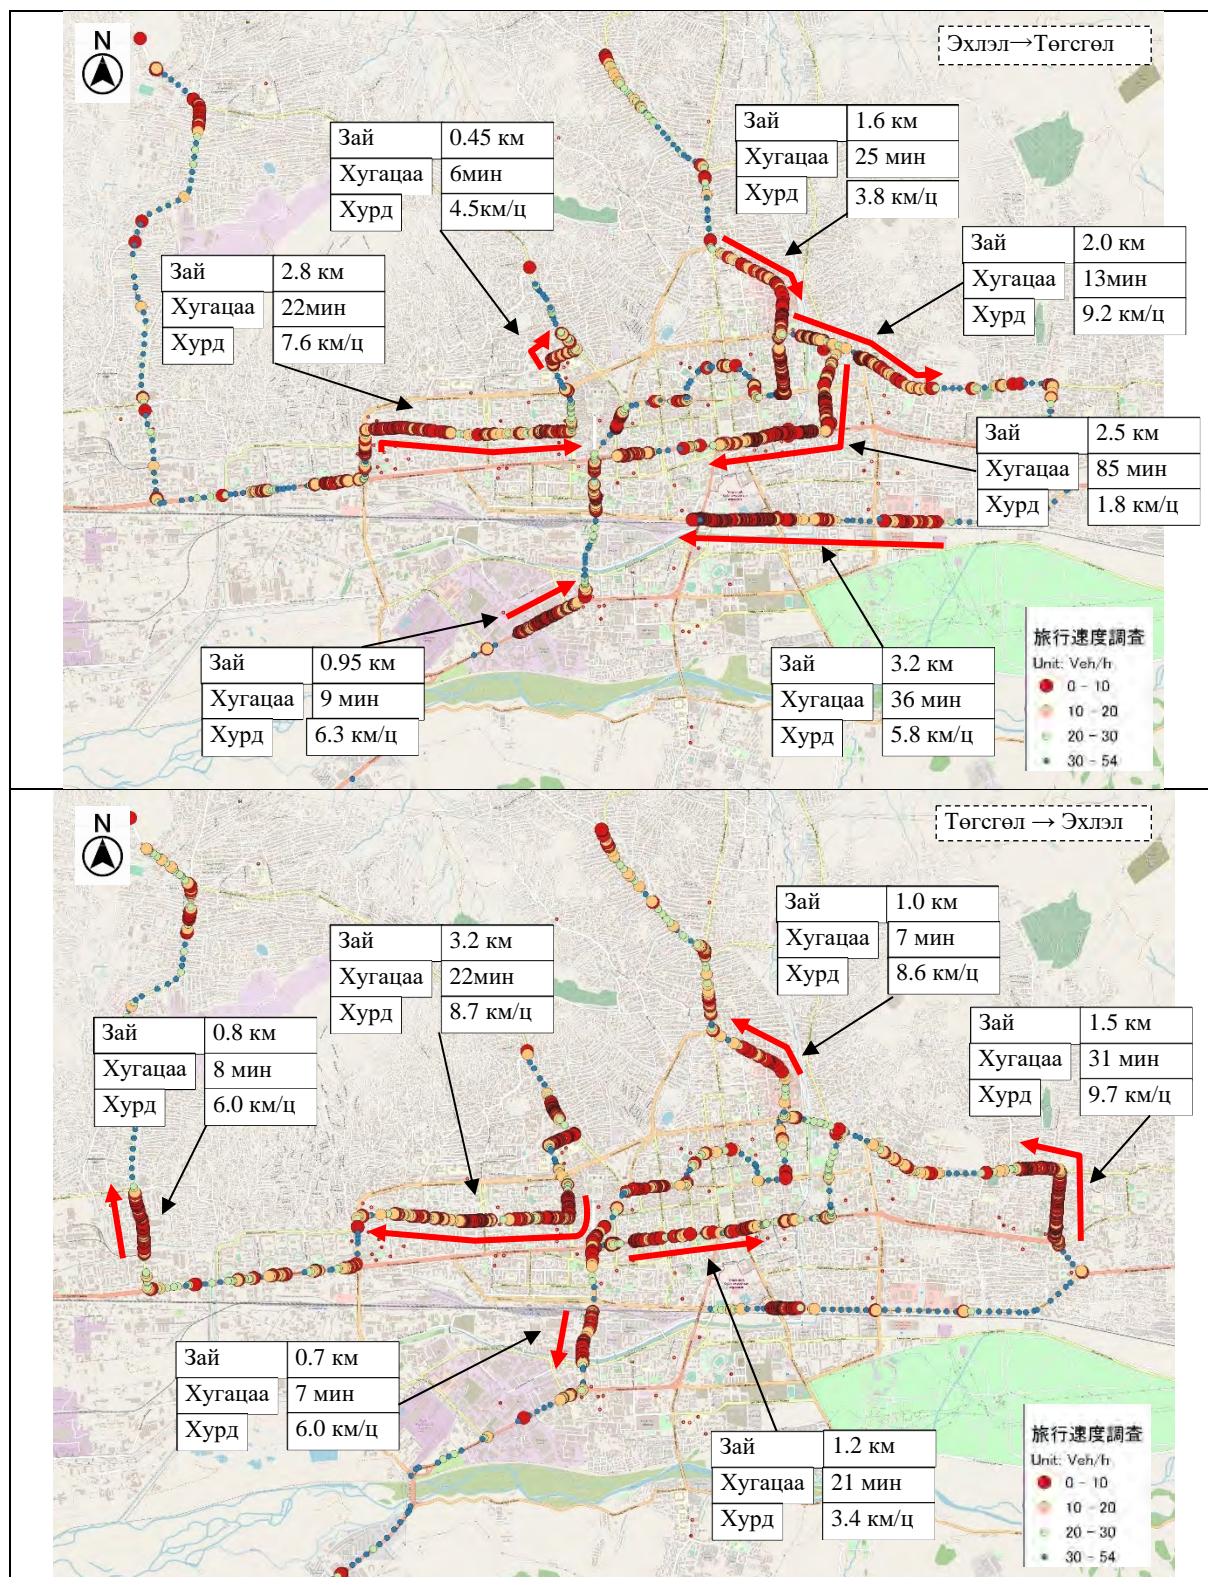 N
Эхлэл→Төгсгөл
Зай 0.45 км
Хугацаа 6мин
Хурд 4.5км/ц
Зай 1.6 км
Хугацаа 25 мин
Хурд 3.8 км/ц
Зай 2.0 км
Хугацаа 13мин
Хурд 9.2 км/ц
Зай 2.8 км
Хугацаа 22мин
Хурд 7.6 км/ц
Зай 2.5 км
Хугацаа 85 мин
Хурд 1.8 км/ц
Зай 0.95 км
Хугацаа 9 мин
Хурд 6.3 км/ц
Зай 3.2 км
Хугацаа 36 мин
Хурд 5.8 км/ц
旅行速度調査
Unit: Veh/h
0 - 10
10 - 20
20 - 30
30 - 54
N
Төгсгөл → Эхлэл
Зай 1.0 км
Хугацаа 7 мин
Хурд 8.6 км/ц
Зай 3.2 км
Хугацаа 22мин
Хурд 8.7 км/ц
Зай 0.8 км
Хугацаа 8 мин
Хурд 6.0 км/ц
Зай 1.5 км
Хугацаа 31 мин
Хурд 9.7 км/ц
Зай 0.7 км
Хугацаа 7 мин
Хурд 6.0 км/ц
Зай 1.2 км
Хугацаа 21 мин
Хурд 3.4 км/ц
旅行速度調査
Unit: Veh/h
0 - 10
10 - 20
20 - 30
30 - 54